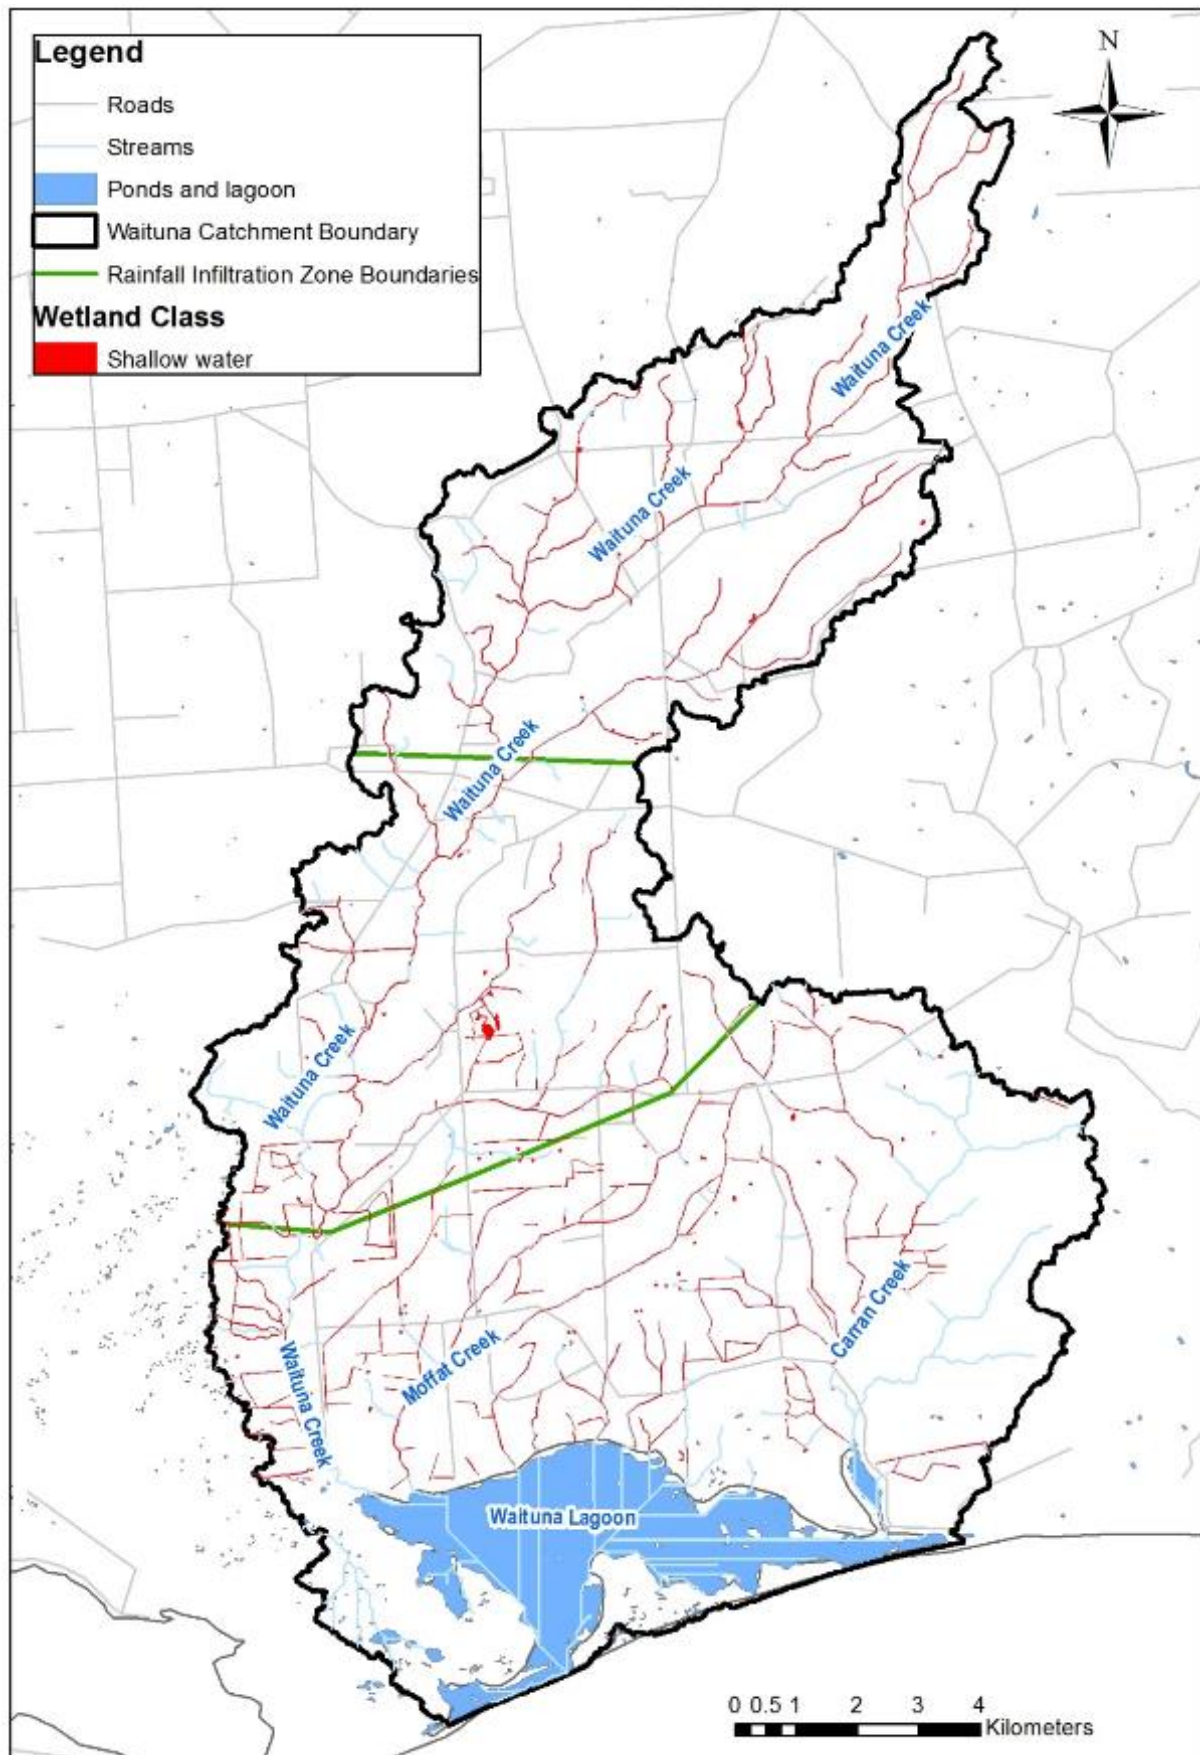 Legend
Roads
Streams
Ponds and lagoon
Waituna Catchment Boundary
Rainfall Infiltration Zone Boundaries
Wetland Class
Shallow water
N
Waituna Creek
Waituna Creek
Waituna Creek
Waituna Creek
Carran Creek
Moffat Creek
Waituna Creek
Waituna Lagoon
0 0.5 1 2 3 4
Kilometers